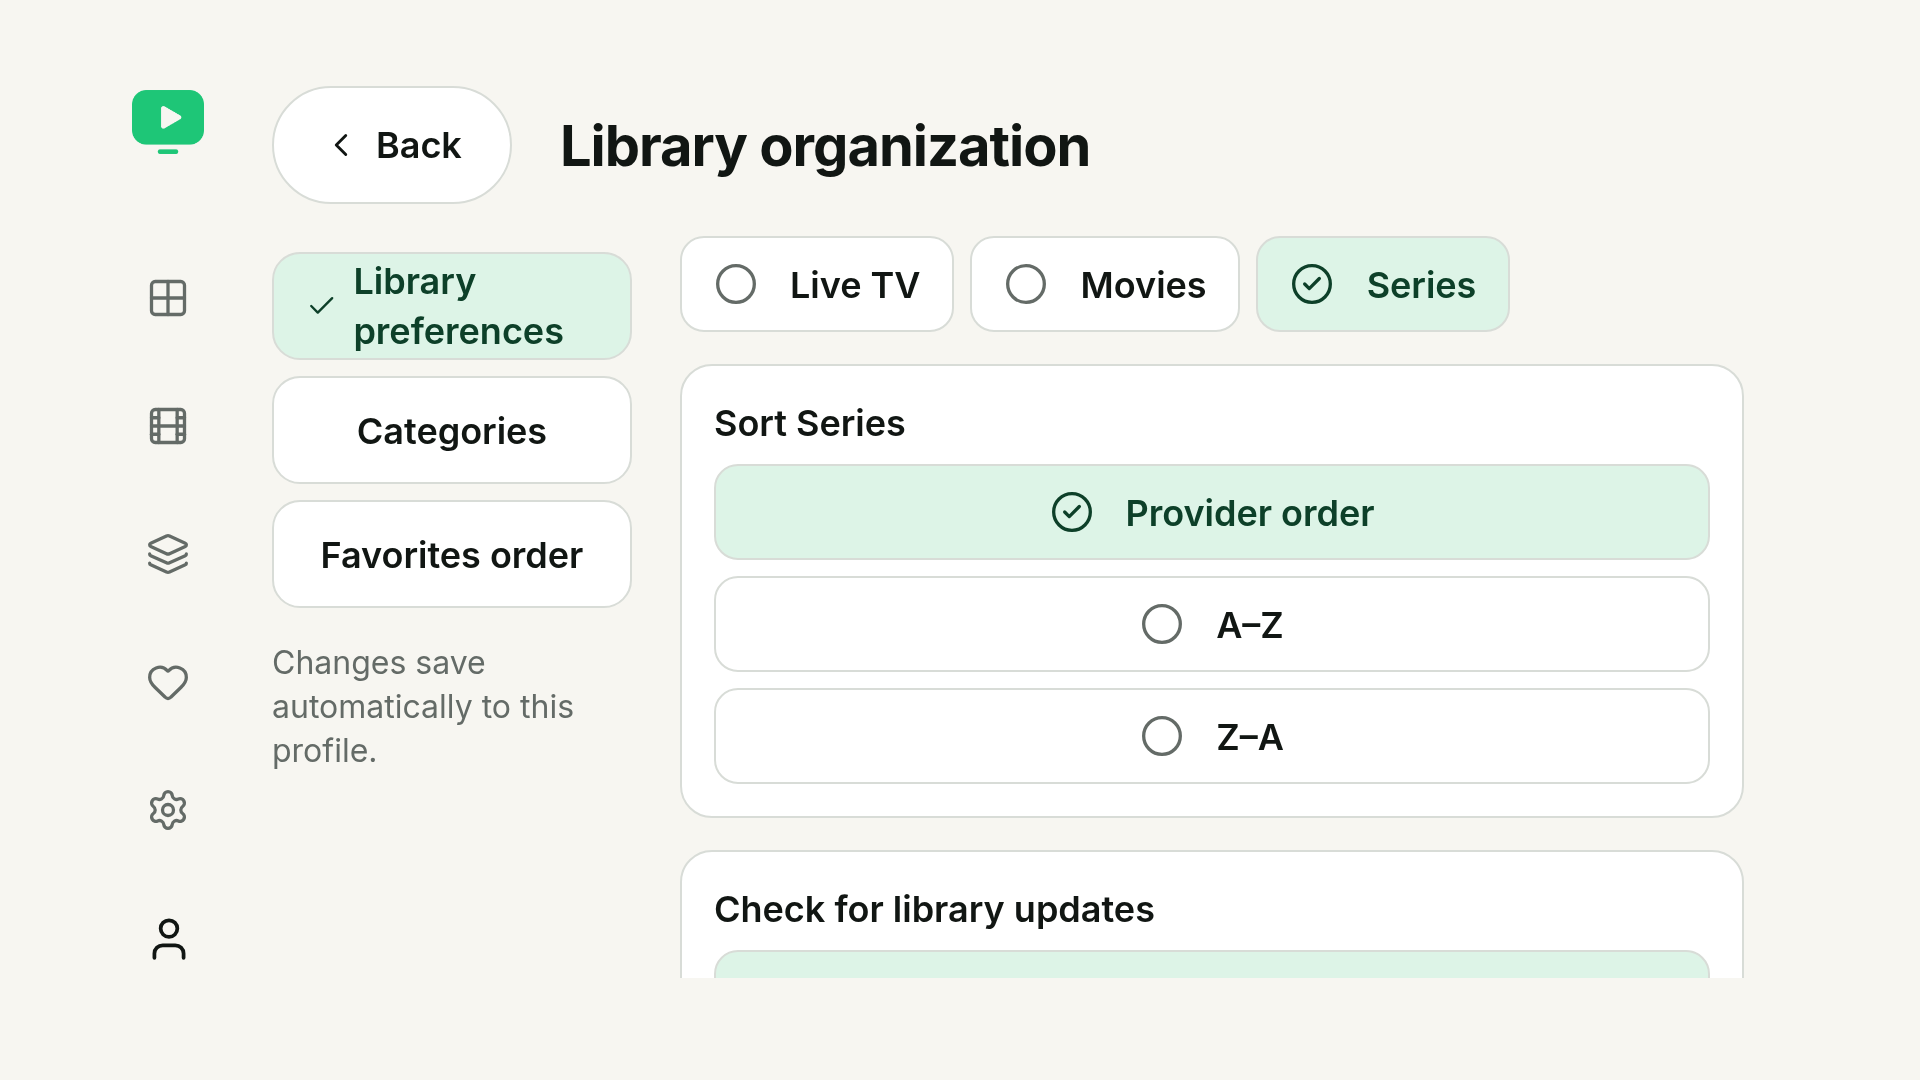 Back
Library organization
Library
preferences
Categories
Favorites order
Changes save
automatically to this
profile.
Live TV
Movies
Series
Sort Series
Provider order
A–Z
Z–A
Check for library updates